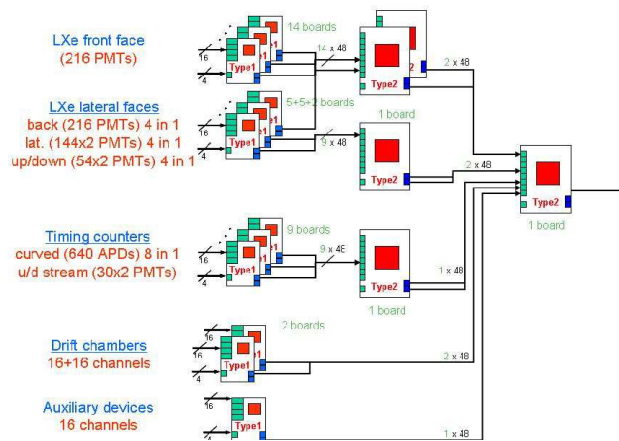 LXe front face
(216 PMTs)
16
4
Type1
14 boards
14 x 48
Type2
2
2 x 48
LXe lateral faces
back (216 PMTs) 4 in 1
lat. (144x2 PMTs) 4 in 1
up/down (54x2 PMTs) 4 in 1
16
4
Type1
5+5+2 boards
9 x 48
1 board
Type2
2 x 48
Type2
1 board
Timing counters
curved (640 APDs) 8 in 1
u/d stream (30x2 PMTs)
16
4
Type1
9 boards
9 x 48
Type2
1 board
1 x 48
Drift chambers
16+16 channels
16
4
Type1
2 boards
2 x 48
Auxiliary devices
16 channels
16
4
Type1
1 x 48